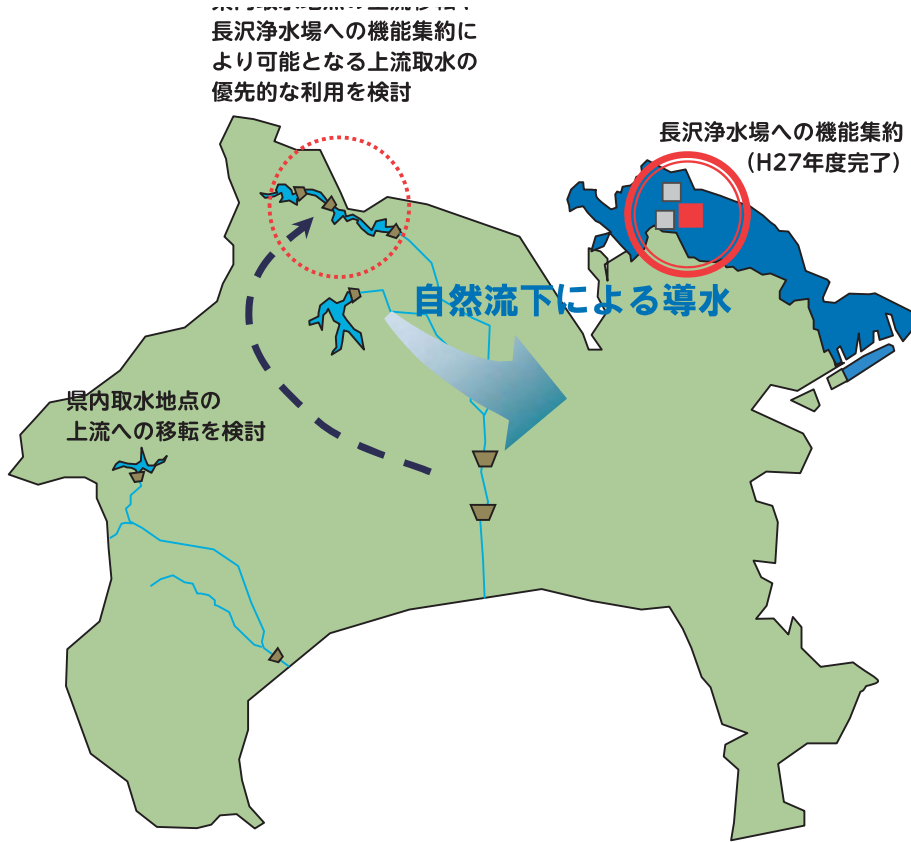 長沢浄水場への機能集約に
より可能となる上流取水の
優先的な利用を検討
長沢浄水場への機能集約
(H27年度完了)
自然流下による導水
県内取水地点の
上流への移転を検討